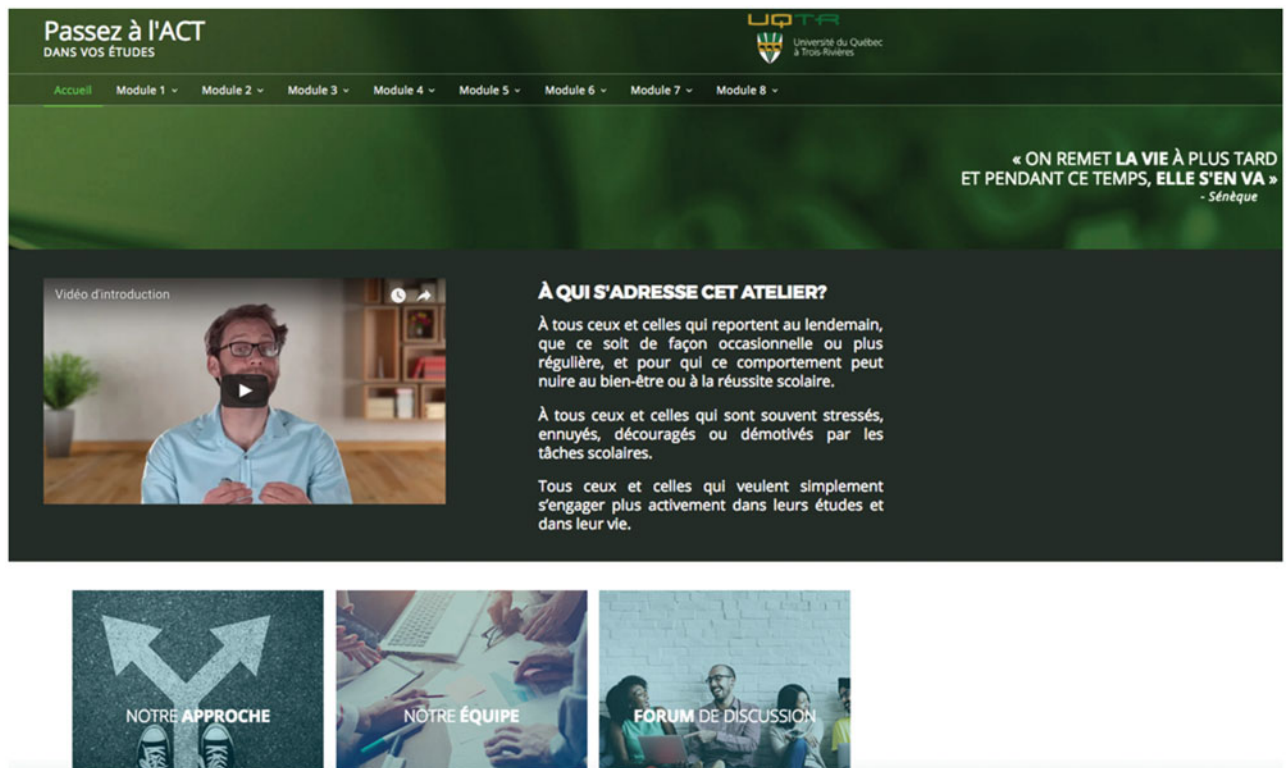 Passez à l'ACT
DANS VOS ÉTUDES
UQTR
Université du Québec
à Trois-Rivières
Accueil Module 1 Module 2 Module 3 Module 4 Module 5 Module 6 Module 7 Module 8
« ON REMET LA VIE À PLUS TARD
ET PENDANT CE TEMPS, ELLE S'EN VA »
- Sénèque
Vidéo d'introduction
À QUI S'ADRESSE CET ATELIER?
À tous ceux et celles qui reportent au lendemain,
que ce soit de façon occasionnelle ou plus
régulière, et pour qui ce comportement peut
nuire au bien-être ou à la réussite scolaire.
À tous ceux et celles qui sont souvent stressés,
ennuyés, découragés ou démotivés par les
tâches scolaires.
Tous ceux et celles qui veulent simplement
s'engager plus activement dans leurs études et
dans leur vie.
NOTRE APPROCHE
NOTRE ÉQUIPE
FORUM DE DISCUSSION